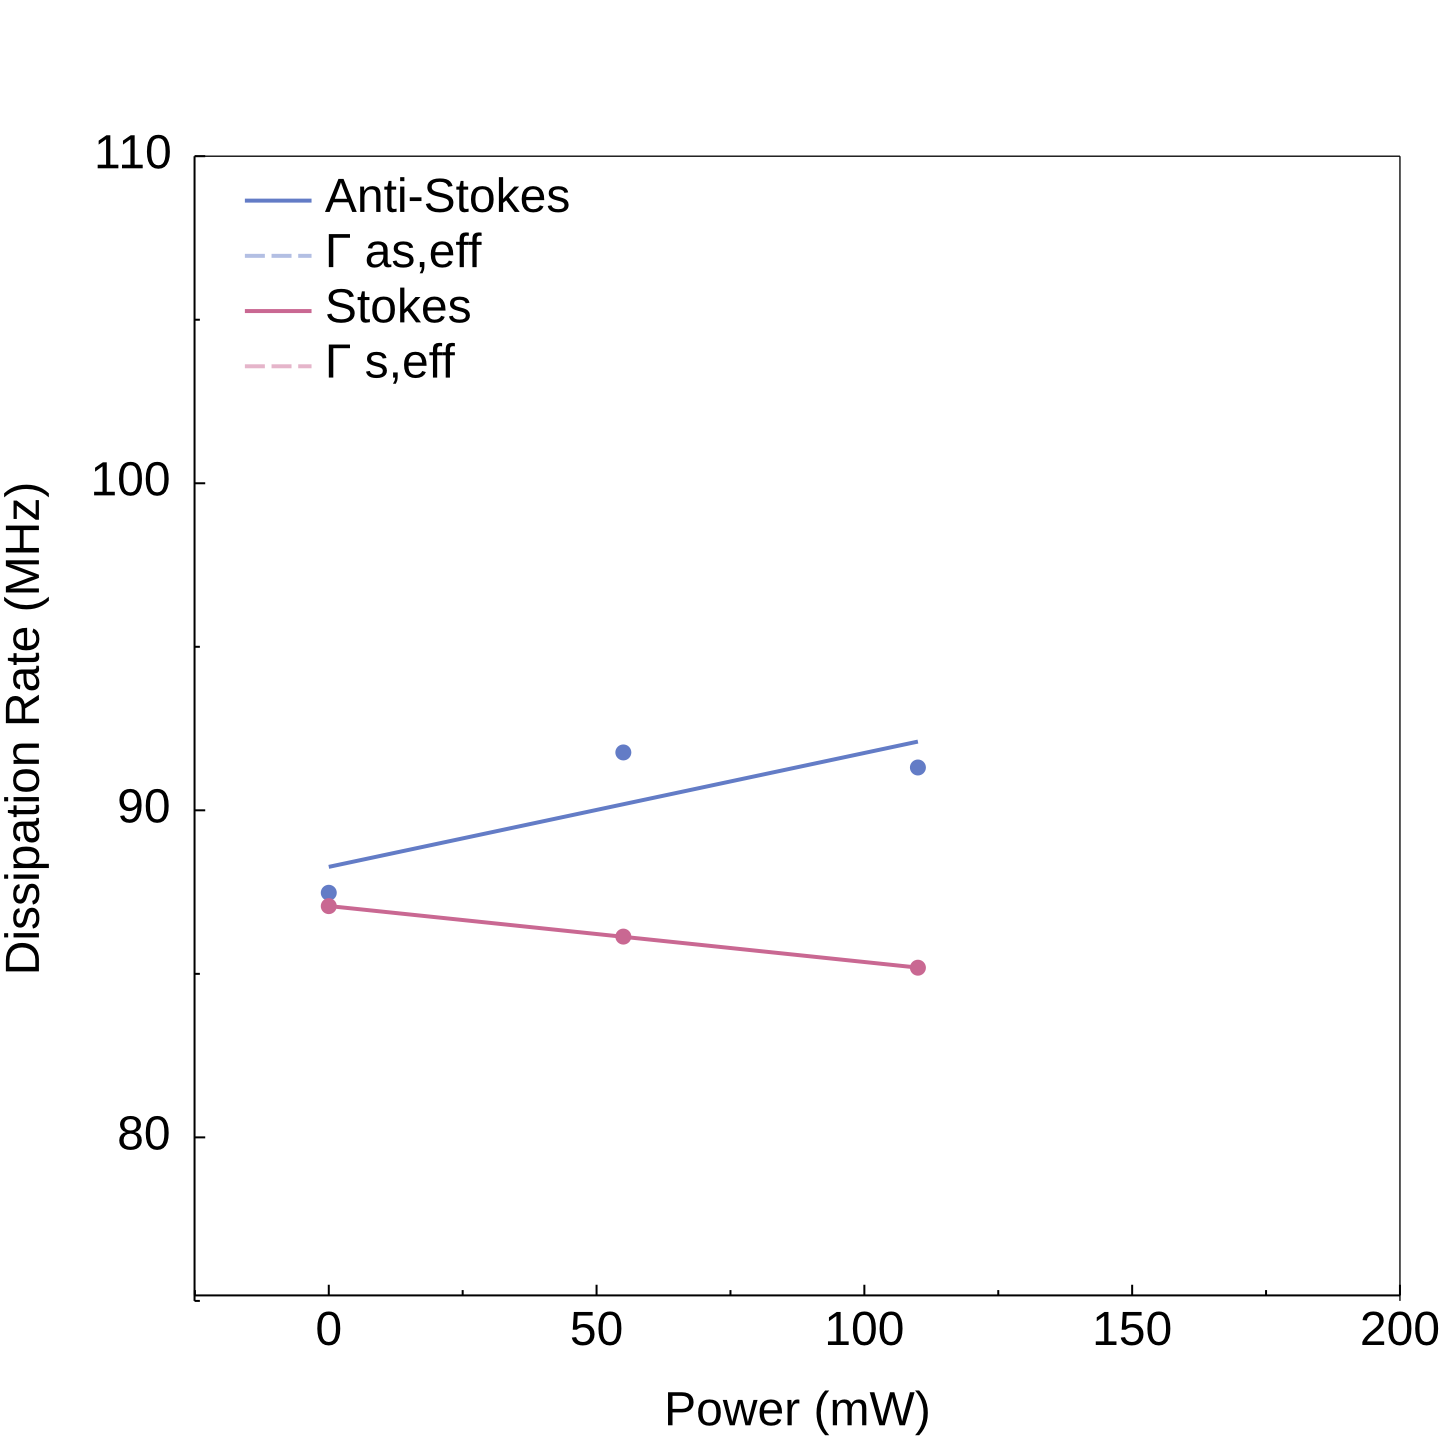 110
Anti-Stokes
Γ as,eff
Stokes
Γ s,eff
100
90
80
Dissipation Rate (MHz)
0 50 100 150 200
Power (mW)